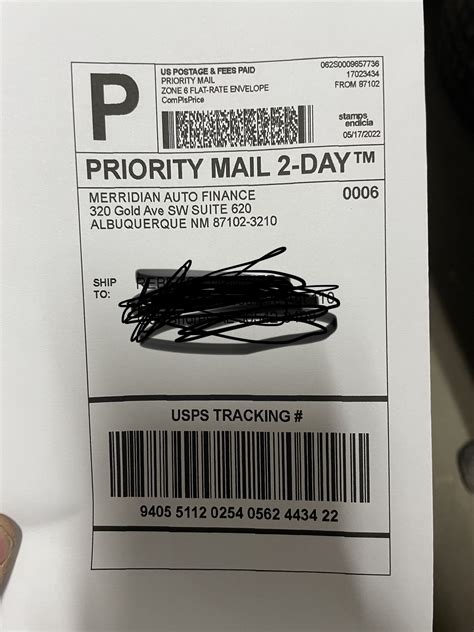 P
US POSTAGE & FEES PAID
PRIORITY MAIL
ZONE 6 FLAT-RATE ENVELOPE
ComPlsPrice
062S0009657736
17023434
FROM 87102
stamps
endicia
05/17/2022
PRIORITY MAIL 2-DAY™
MERRIDIAN AUTO FINANCE
320 Gold Ave SW SUITE 620
ALBUQUERQUE NM 87102-3210
0006
SHIP
TO:
USPS TRACKING #
9405 5112 0254 0562 4434 22